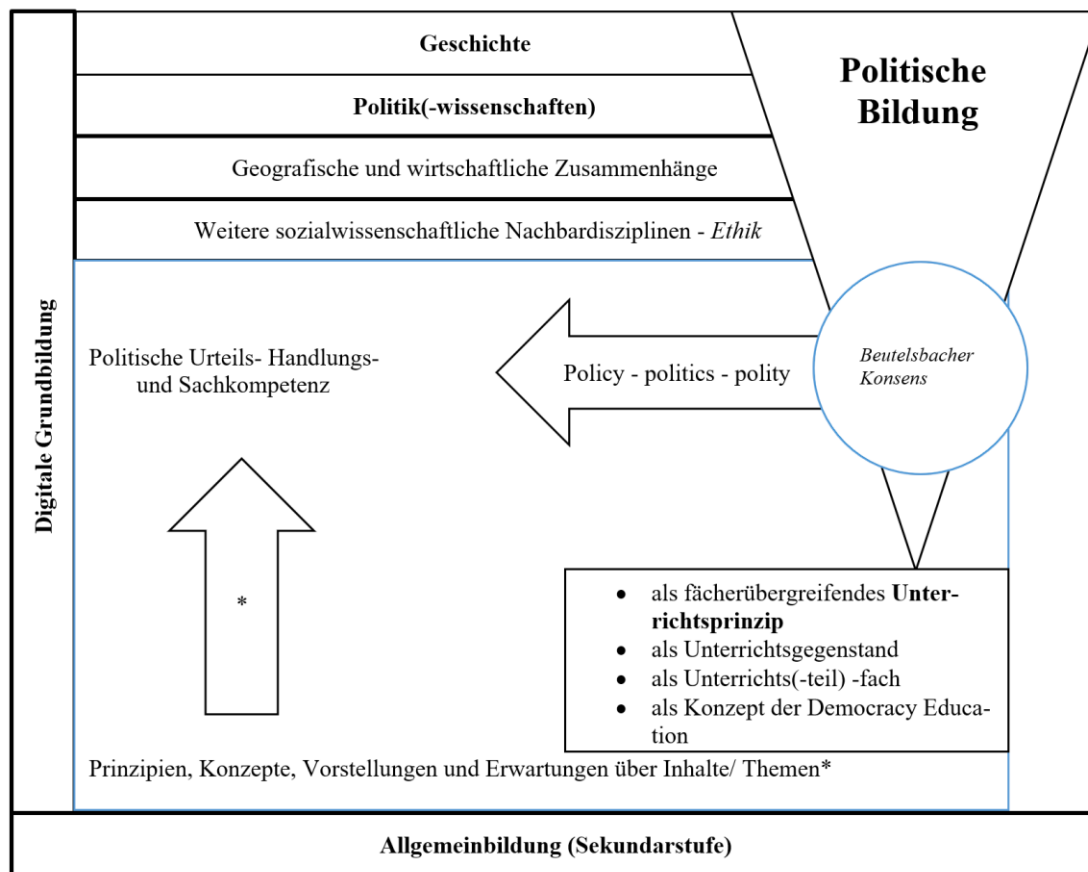 Geschichte
Politische
Bildung
Politik(-wissenschaften)
Geografische und wirtschaftliche Zusammenhänge
Weitere sozialwissenschaftliche Nachbardisziplinen - Ethik
Digitale Grundbildung
Politische Urteils- Handlungs-
und Sachkompetenz
Policy - politics - polity
Beutelsbacher
Konsens
*
• als fächerübergreifendes Unter-
richtsprinzip
• als Unterrichtsgegenstand
• als Unterrichts(-teil) -fach
• als Konzept der Democracy Educa-
tion
Prinzipien, Konzepte, Vorstellungen und Erwartungen über Inhalte/ Themen*
Allgemeinbildung (Sekundarstufe)